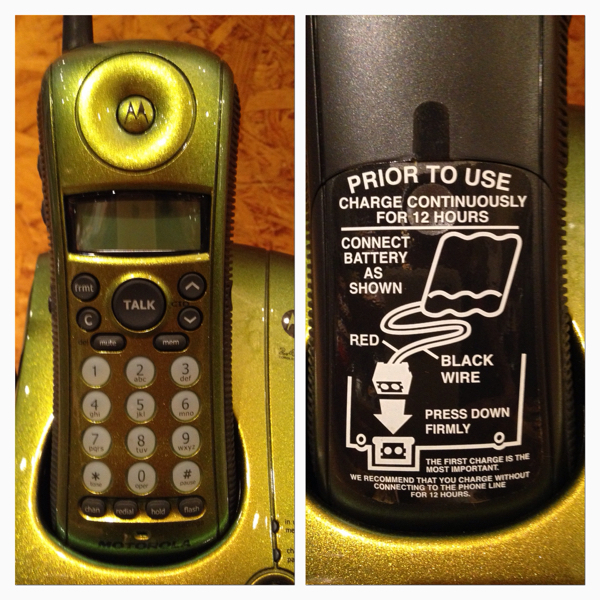 frmt
TALK
C
mute
mem
1
2 abc
3 def
4 ghi
5 jkl
6 mno
7 pqrs
8 tuv
9 wxyz
*
0 oper
#
chan
redial
hold
flash
MOTOROLA
PRIOR TO USE
CHARGE CONTINUOUSLY
FOR 12 HOURS
CONNECT
BATTERY
AS
SHOWN
RED
BLACK
WIRE
PRESS DOWN
FIRMLY
THE FIRST CHARGE IS THE
MOST IMPORTANT.
WE RECOMMEND THAT YOU CHARGE WITHOUT
CONNECTING TO THE PHONE LINE
FOR 12 HOURS.